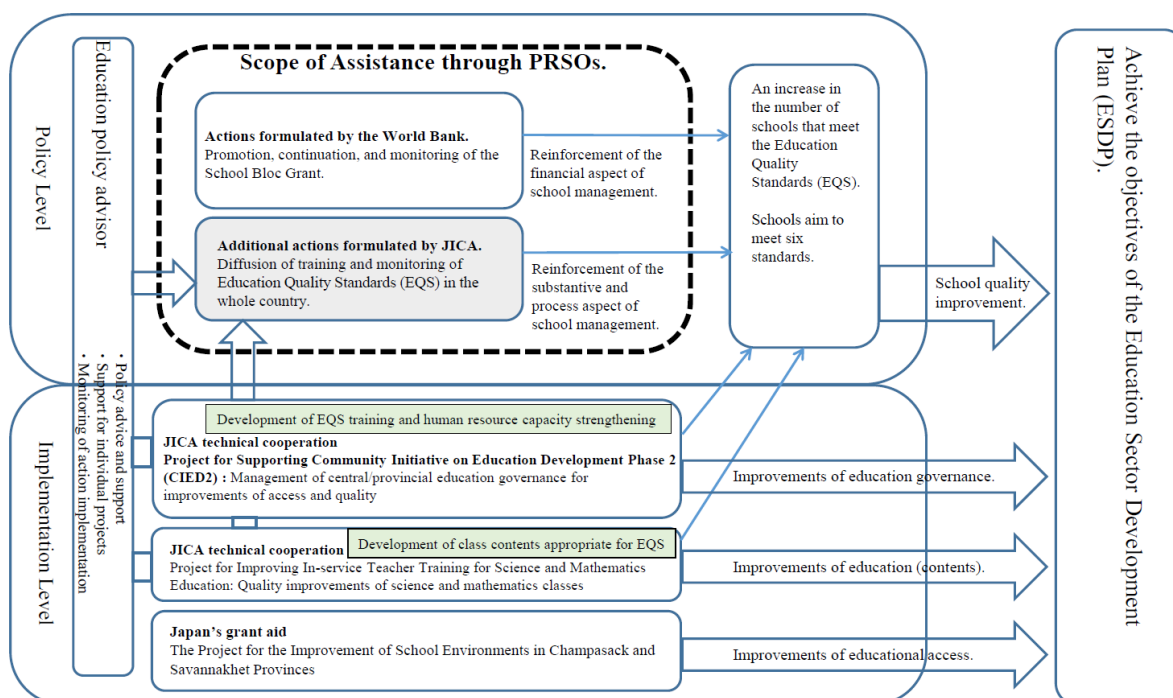 Policy Level
Education policy advisor
• Policy advice and support
• Support for individual projects
• Monitoring of action implementation
Scope of Assistance through PRSOs.
Actions formulated by the World Bank.
Promotion, continuation, and monitoring of the
School Bloc Grant.
Reinforcement of the
financial aspect of
school management.
Additional actions formulated by JICA.
Diffusion of training and monitoring of
Education Quality Standards (EQS) in the
whole country.
Reinforcement of the
substantive and
process aspect of
school management.
An increase in
the number of
schools that meet
the Education
Quality
Standards (EQS).
Schools aim to
meet six
standards.
School quality
improvement.
Achieve the objectives of the Education Sector Development
Plan (ESDP).
Implementation Level
Development of EQS training and human resource capacity strengthening
JICA technical cooperation
Project for Supporting Community Initiative on Education Development Phase 2
(CIED2) : Management of central/provincial education governance for
improvements of access and quality
Improvements of education governance.
Development of class contents appropriate for EQS
JICA technical cooperation
Project for Improving In-service Teacher Training for Science and Mathematics
Education: Quality improvements of science and mathematics classes
Improvements of education (contents).
Japan's grant aid
The Project for the Improvement of School Environments in Champasack and
Savannakhet Provinces
Improvements of educational access.